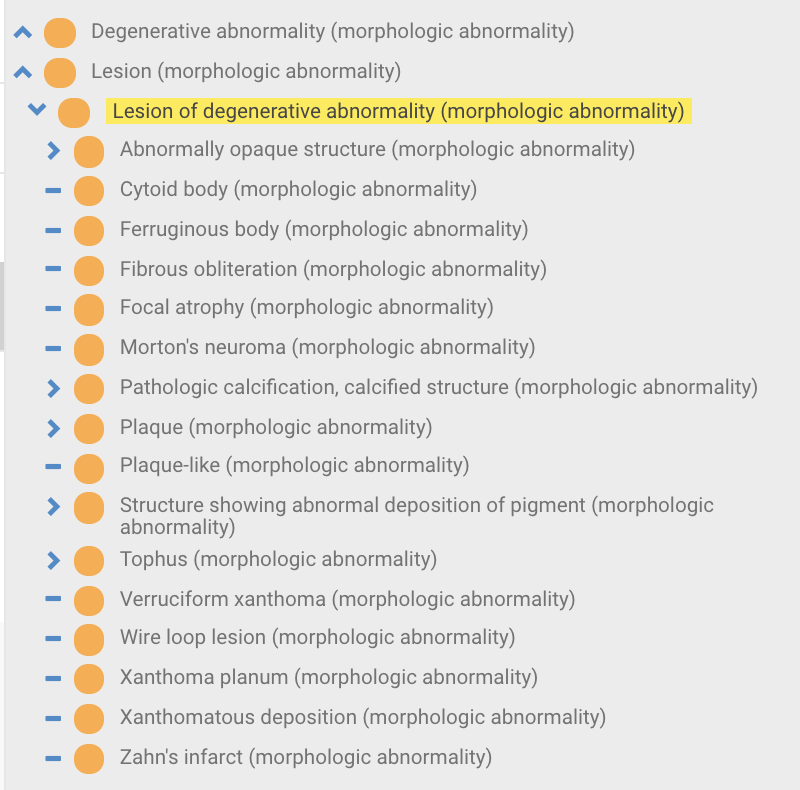 Degenerative abnormality (morphologic abnormality)
Lesion (morphologic abnormality)
Lesion of degenerative abnormality (morphologic abnormality)
Abnormally opaque structure (morphologic abnormality)
Cytoid body (morphologic abnormality)
Ferruginous body (morphologic abnormality)
Fibrous obliteration (morphologic abnormality)
Focal atrophy (morphologic abnormality)
Morton's neuroma (morphologic abnormality)
Pathologic calcification, calcified structure (morphologic abnormality)
Plaque (morphologic abnormality)
Plaque-like (morphologic abnormality)
Structure showing abnormal deposition of pigment (morphologic
abnormality)
Tophus (morphologic abnormality)
Verruciform xanthoma (morphologic abnormality)
Wire loop lesion (morphologic abnormality)
Xanthoma planum (morphologic abnormality)
Xanthomatous deposition (morphologic abnormality)
Zahn's infarct (morphologic abnormality)